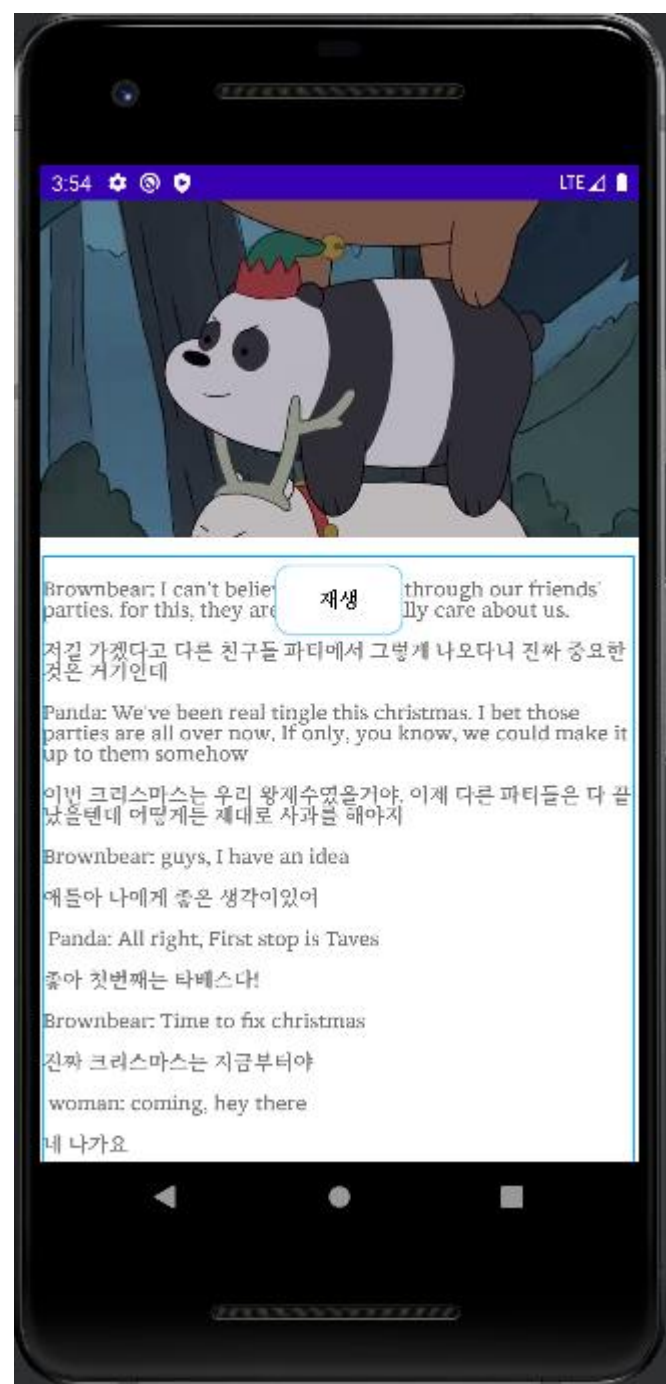 3:54 LTE
Brownbear: I can't belie through our friends'
재생
parties. for this, they are lly care about us.
저길 가겠다고 다른 친구들 파티에서 그렇게 나오다니 진짜 중요한
것은 거기인데
Panda: We've been real tingle this christmas. I bet those
parties are all over now, If only, you know, we could make it
up to them somehow
이번 크리스마스는 우리 왕재수였을거야, 이제 다른 파티들은 다 끝
났을텐데 어떻게든 제대로 사과를 해야지
Brownbear: guys, I have an idea
얘들아 나에게 좋은 생각이있어
Panda: All right, First stop is Taves
좋아 첫번째는 타베스다!
Brownbear: Time to fix christmas
진짜 크리스마스는 지금부터야
woman: coming, hey there
네 나가요